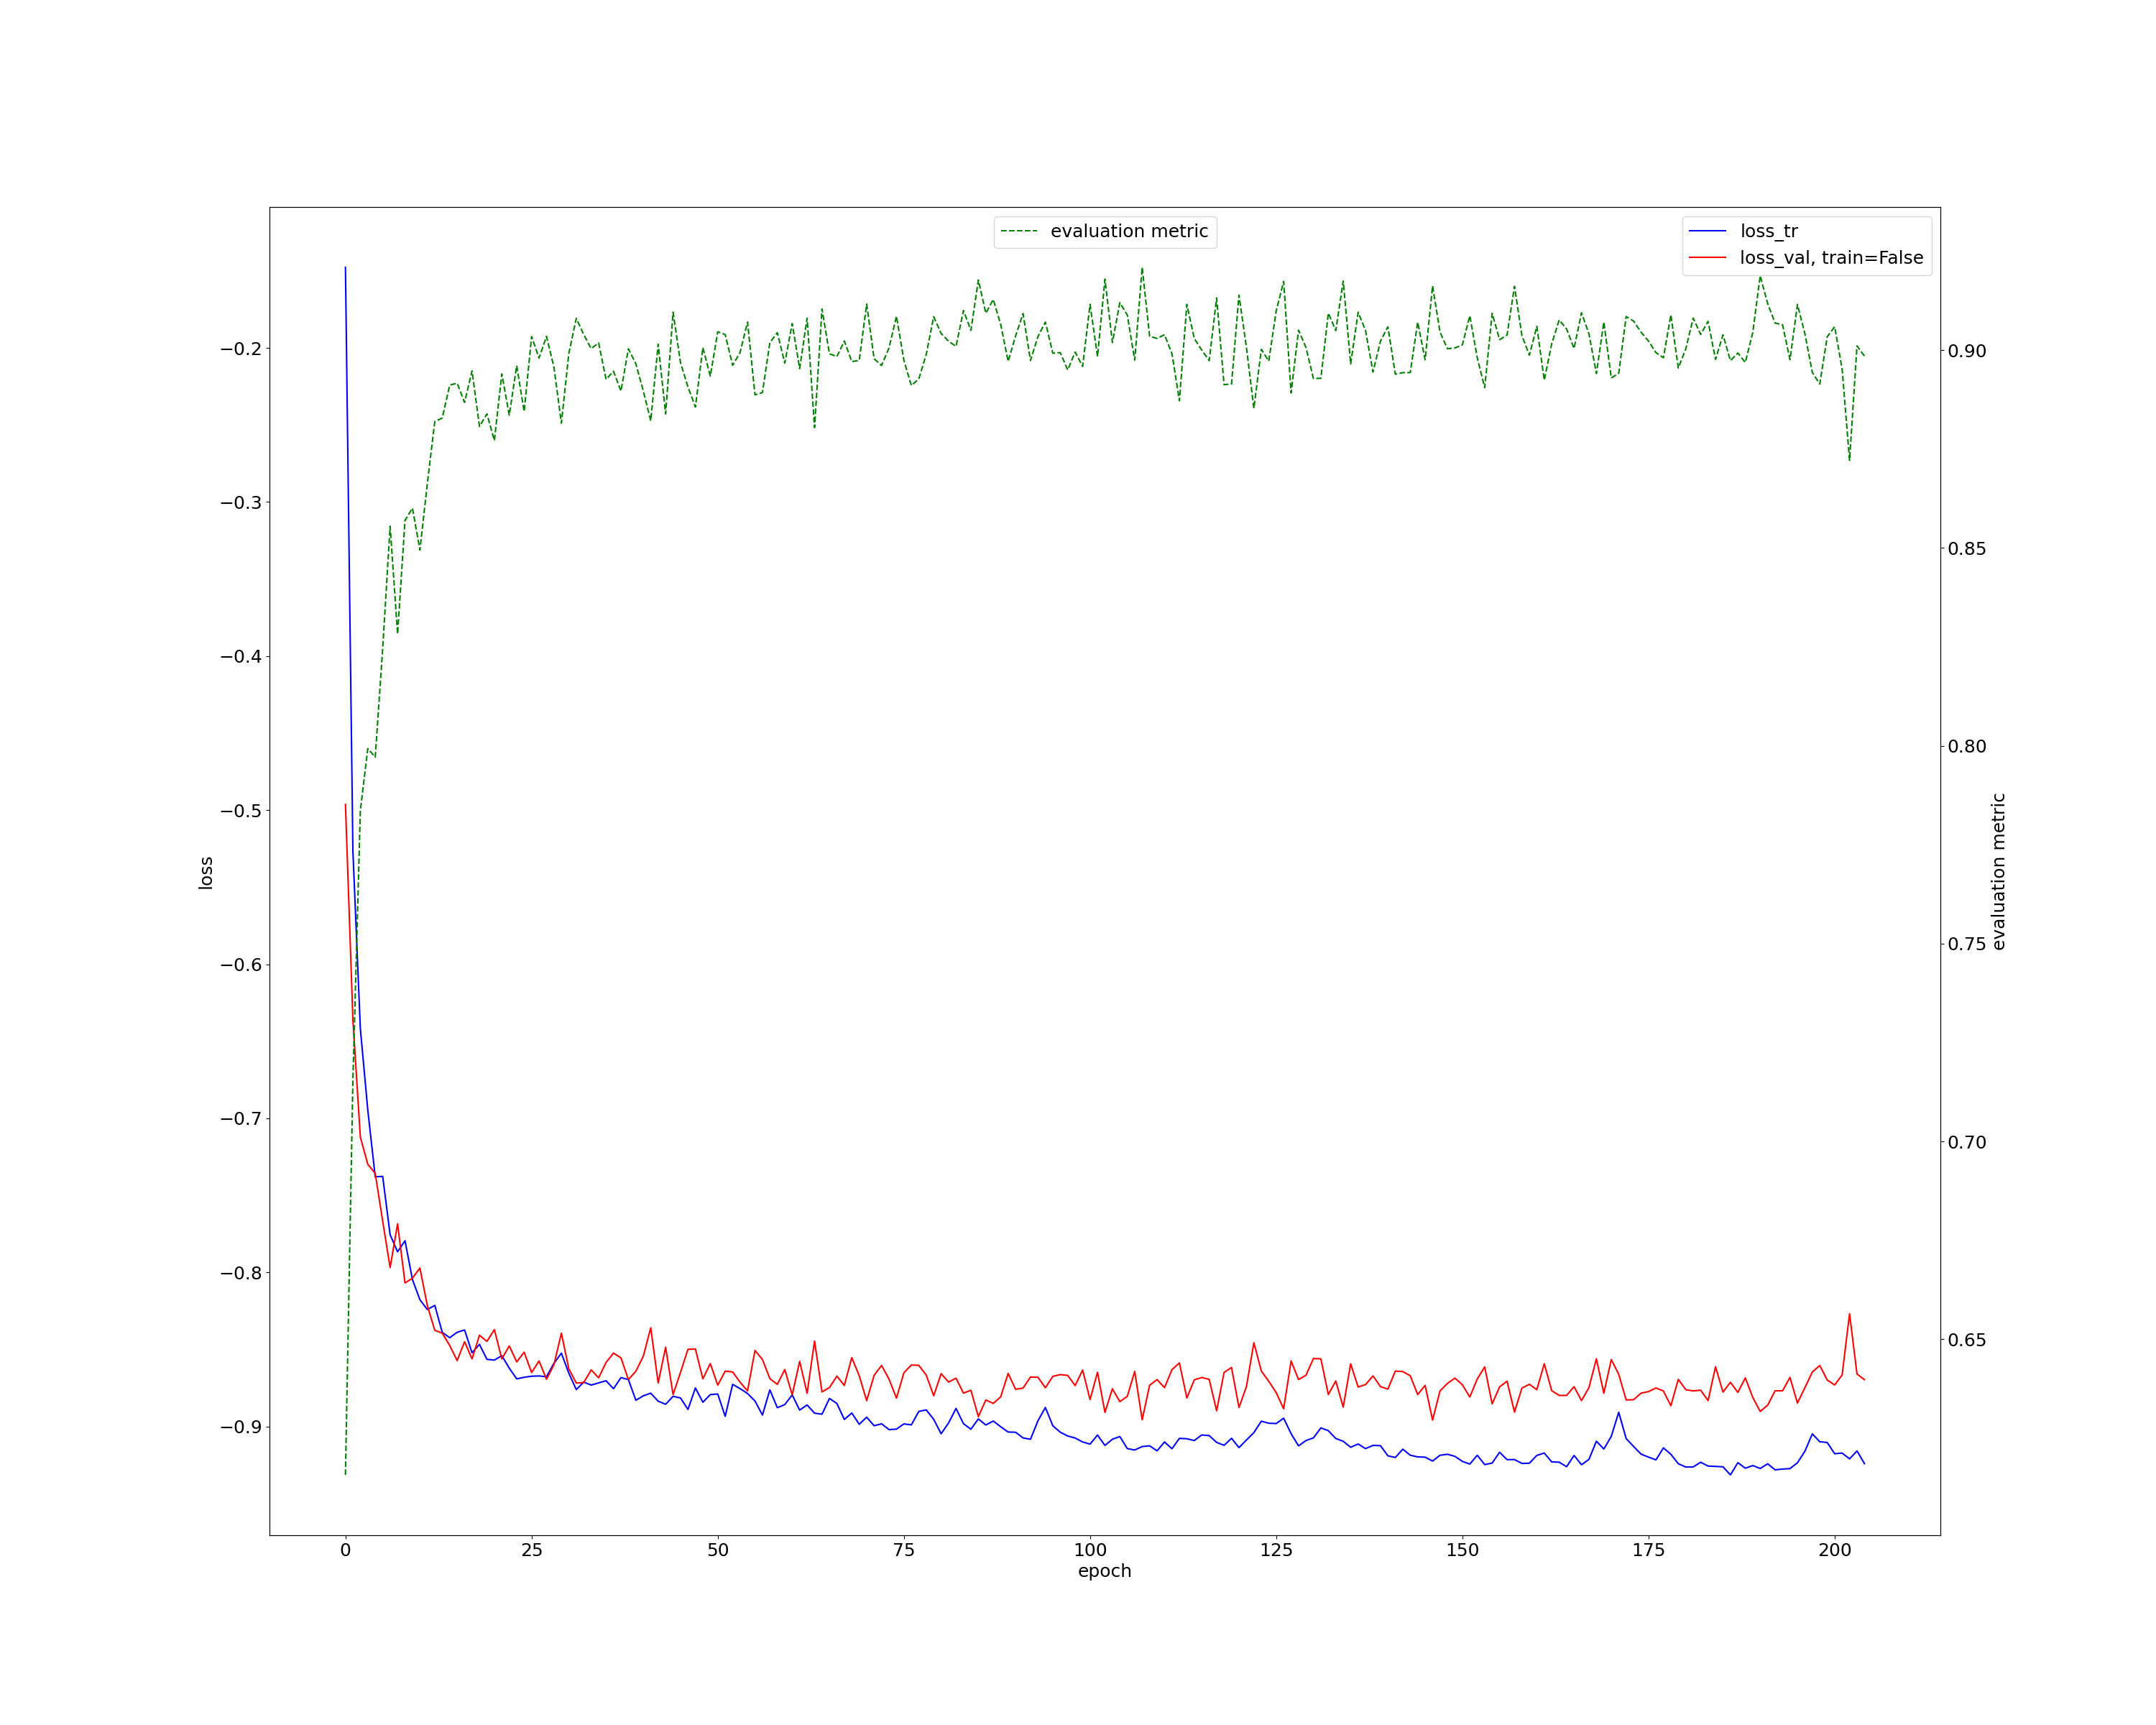 evaluation metric
loss_tr
loss_val, train=False
−0.2
−0.3
−0.4
−0.5
−0.6
−0.7
−0.8
−0.9
loss
0.90
0.85
0.80
0.75
0.70
0.65
evaluation metric
0 25 50 75 100 125 150 175 200
epoch